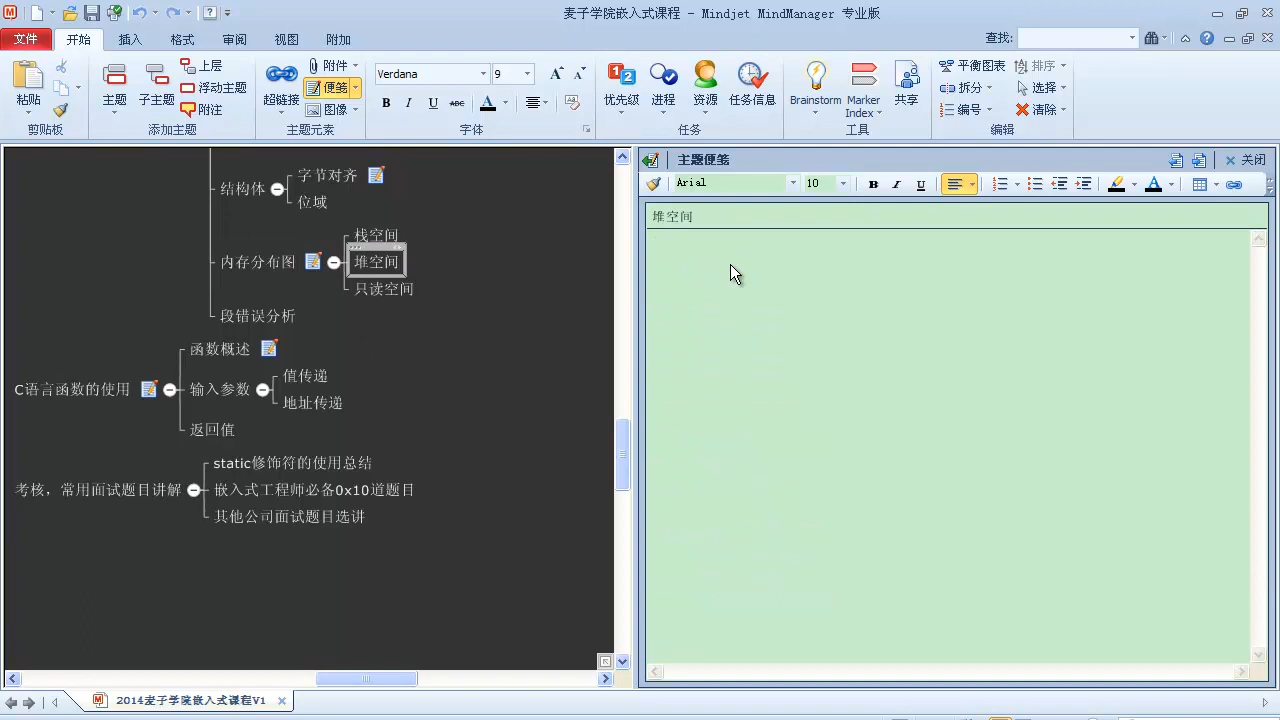 麦子学院嵌入式课程 - Mindjet MindManager 专业版
文件 开始 插入 格式 审阅 视图 附加 查找:
粘贴 主题 子主题 上层 浮动主题 附注 超链接 附件 便笺 图像
Verdana 9
B I U ABC A
优先级 进程 资源 任务信息 Brainstorm Marker Index 共享 平衡图表 拆分 编号 排序 选择 清除
剪贴板 添加主题 主题元素 字体 任务 工具 编辑
结构体
字节对齐
位域
内存分布图
栈空间
堆空间
只读空间
段错误分析
C语言函数的使用
函数概述
输入参数
值传递
地址传递
返回值
考核，常用面试题目讲解
static修饰符的使用总结
嵌入式工程师必备0x10道题目
其他公司面试题目选讲
主题便笺 关闭
Arial 10 B I U A
堆空间
2014麦子学院嵌入式课程V1